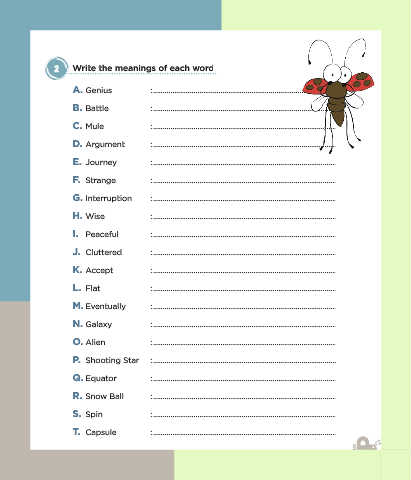 2 Write the meanings of each word
A. Genius :
B. Battle :
C. Mule :
D. Argument :
E. Journey :
F. Strange :
G. Interruption :
H. Wise :
I. Peaceful :
J. Cluttered :
K. Accept :
L. Flat :
M. Eventually :
N. Galaxy :
O. Alien :
P. Shooting Star :
Q. Equator :
R. Snow Ball :
S. Spin :
T. Capsule :